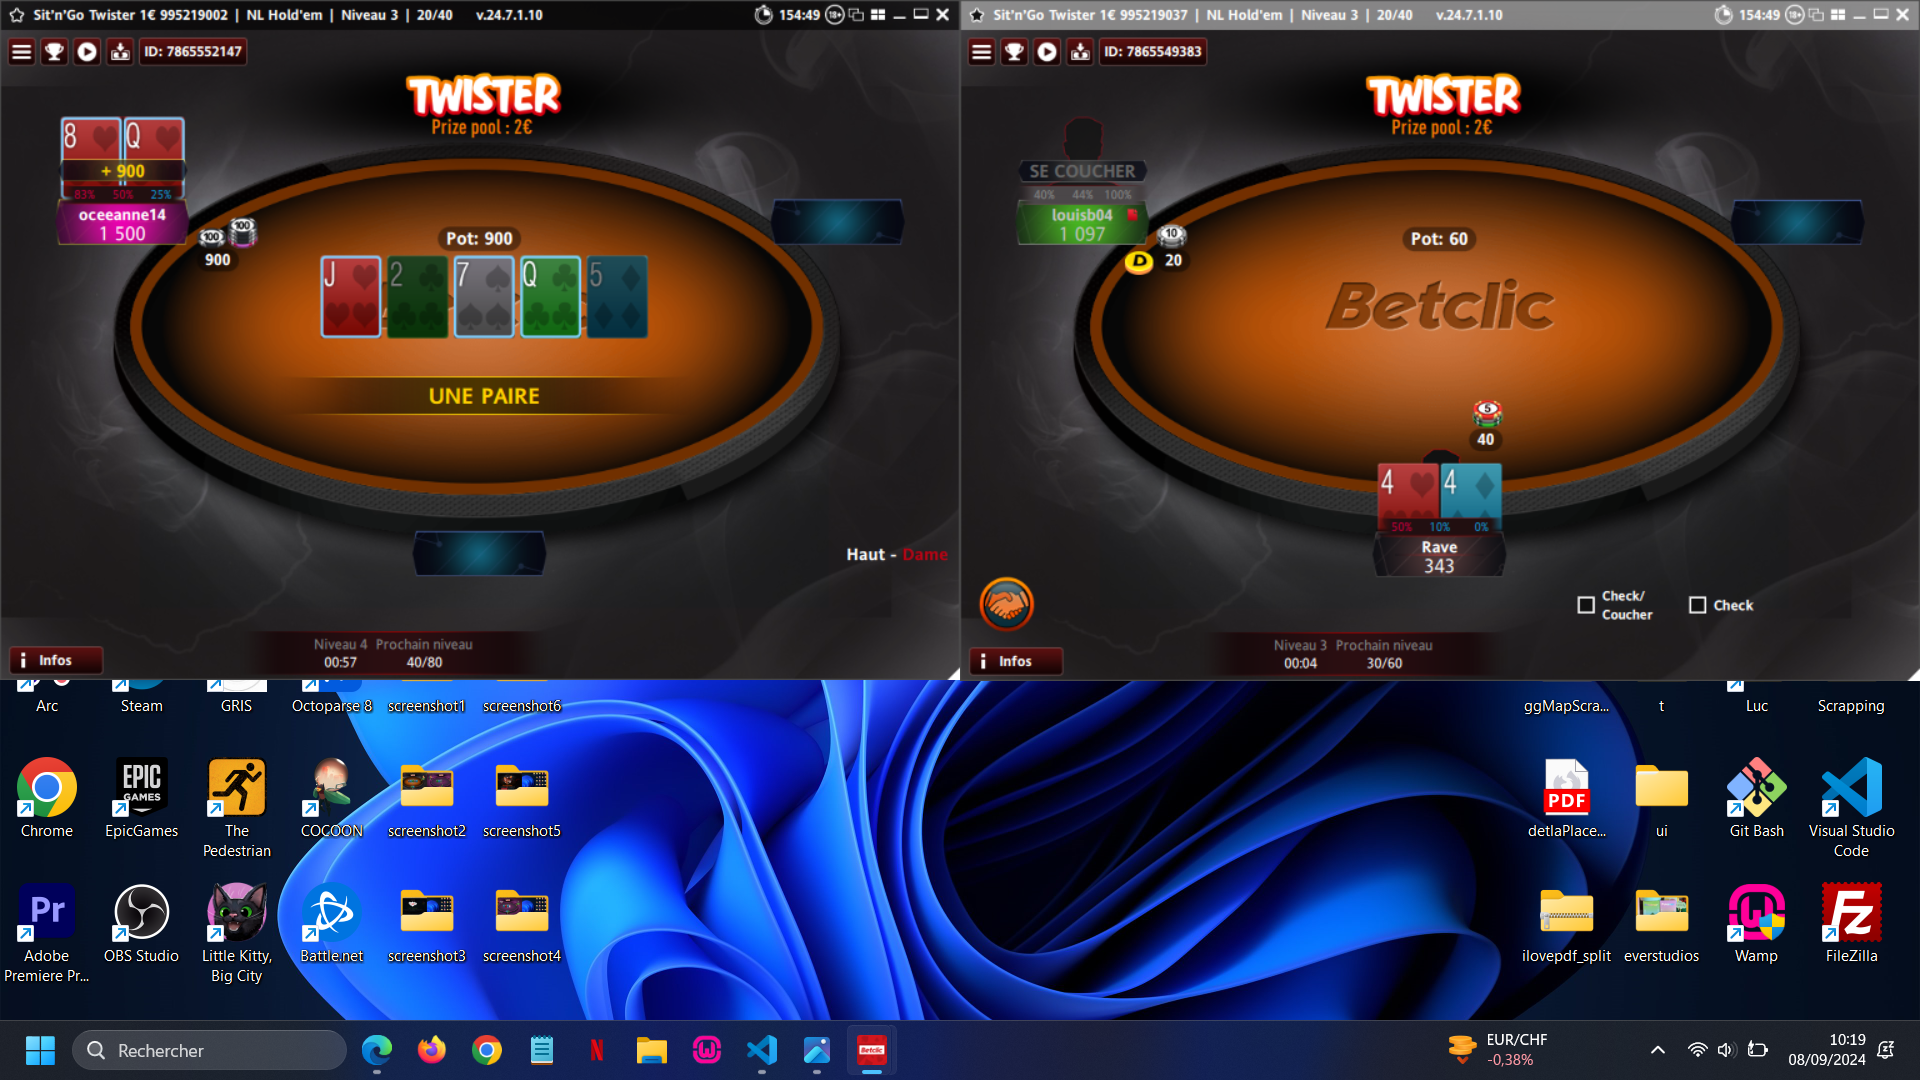 Sit'n'Go Twister 1€ 995219002 | NL Hold'em | Niveau 3 | 20/40 v.24.7.1.10
154:49 18+
ID: 7865552147
TWISTER
Prize pool : 2€
8 Q
+ 900
83% 50% 25%
oceeanne14
1 500
100 100
900
Pot: 900
J 2 7 Q 5
UNE PAIRE
Haut - Dame
Niveau 4 Prochain niveau
00:57 40/80
i Infos
Sit'n'Go Twister 1€ 995219037 | NL Hold'em | Niveau 3 | 20/40 v.24.7.1.10
154:49 18+
ID: 7865549383
TWISTER
Prize pool : 2€
SE COUCHER
40% 44% 100%
louisb04
1 097
10
D 20
Pot: 60
Betclic
5
40
4 4
50% 10% 0%
Rave
343
Check/
Coucher
Check
Niveau 3 Prochain niveau
00:04 30/60
i Infos
Arc
Steam
GRIS
Octoparse 8
screenshot1
screenshot6
ggMapScra...
t
Luc
Scrapping
EPIC
GAMES
PDF
Chrome
EpicGames
The
Pedestrian
COCOON
screenshot2
screenshot5
detlaPlace...
ui
Git Bash
Visual Studio
Code
Pr
Fz
Adobe
Premiere Pr...
OBS Studio
Little Kitty,
Big City
Battle.net
screenshot3
screenshot4
ilovepdf_split
everstudios
Wamp
FileZilla
Rechercher
N
Betclic
EUR/CHF
-0,38%
10:19
08/09/2024